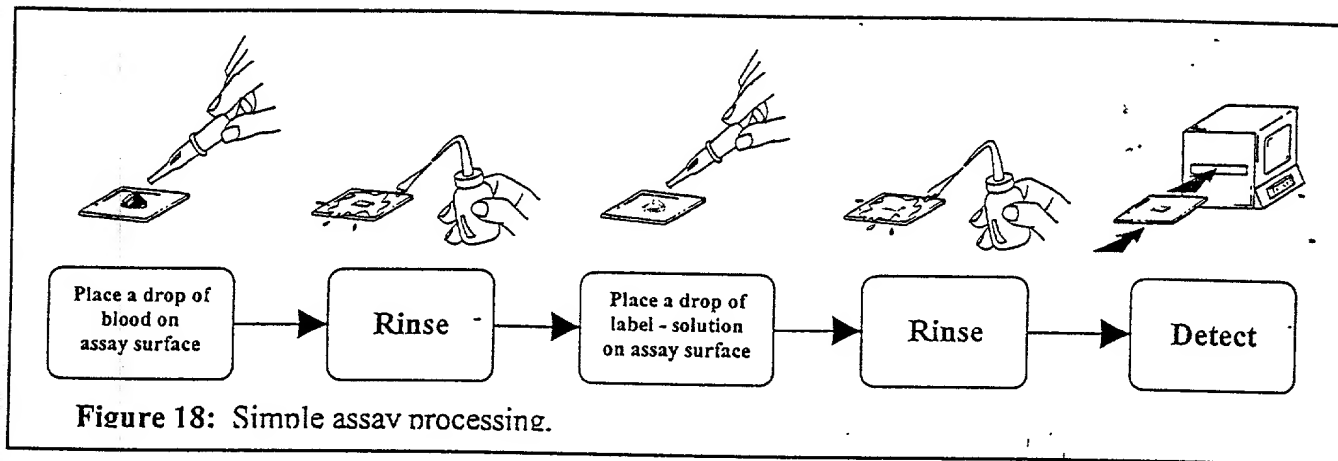 Place a drop of
blood on
assay surface
Rinse
Place a drop of
label - solution
on assay surface
Rinse
Detect
Figure 18: Simple assay processing.